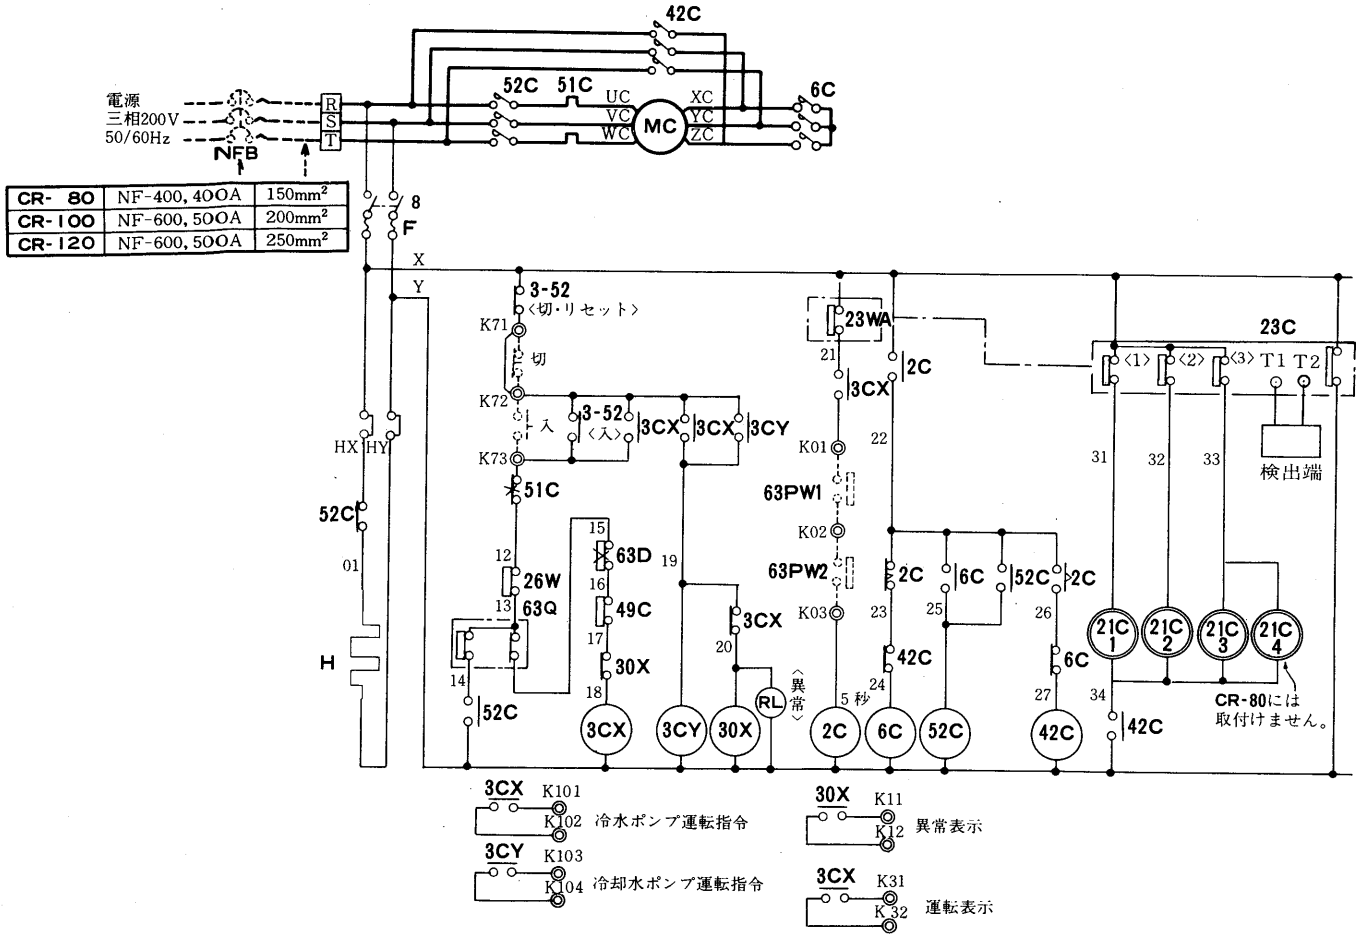 42C
52C
51C
6C
電源
三相200V
50/60Hz
NFB
R
S
T
UC
VC
WC
MC
XC
YC
ZC
CR- 80 NF-400, 400A 150mm²
CR-100 NF-600, 500A 200mm²
CR-120 NF-600, 500A 250mm²
8
F
X
Y
3-52
〈切·リセット〉
K71
切
K72
入
3-52
〈入〉
3CX
3CX
3CY
K73
51C
HX
HY
52C
01
H
12
26W
13
63Q
14
52C
15
63D
16
49C
17
30X
18
3CX
19
3CY
3CX
20
30X
RL
〈異常〉
23WA
21
3CX
K01
63PW1
K02
63PW2
K03
5秒
2C
2C
22
2C
23
42C
24
6C
6C
25
52C
52C
2C
26
6C
27
42C
23C
〈1〉
〈2〉
〈3〉
T1
T2
検出端
31
32
33
21C
1
21C
2
21C
3
21C
4
CR-80には
取付けません。
34
42C
3CX
K101
K102
冷水ポンプ運転指令
3CY
K103
K104
冷却水ポンプ運転指令
30X
K11
K12
異常表示
3CX
K31
K32
運転表示